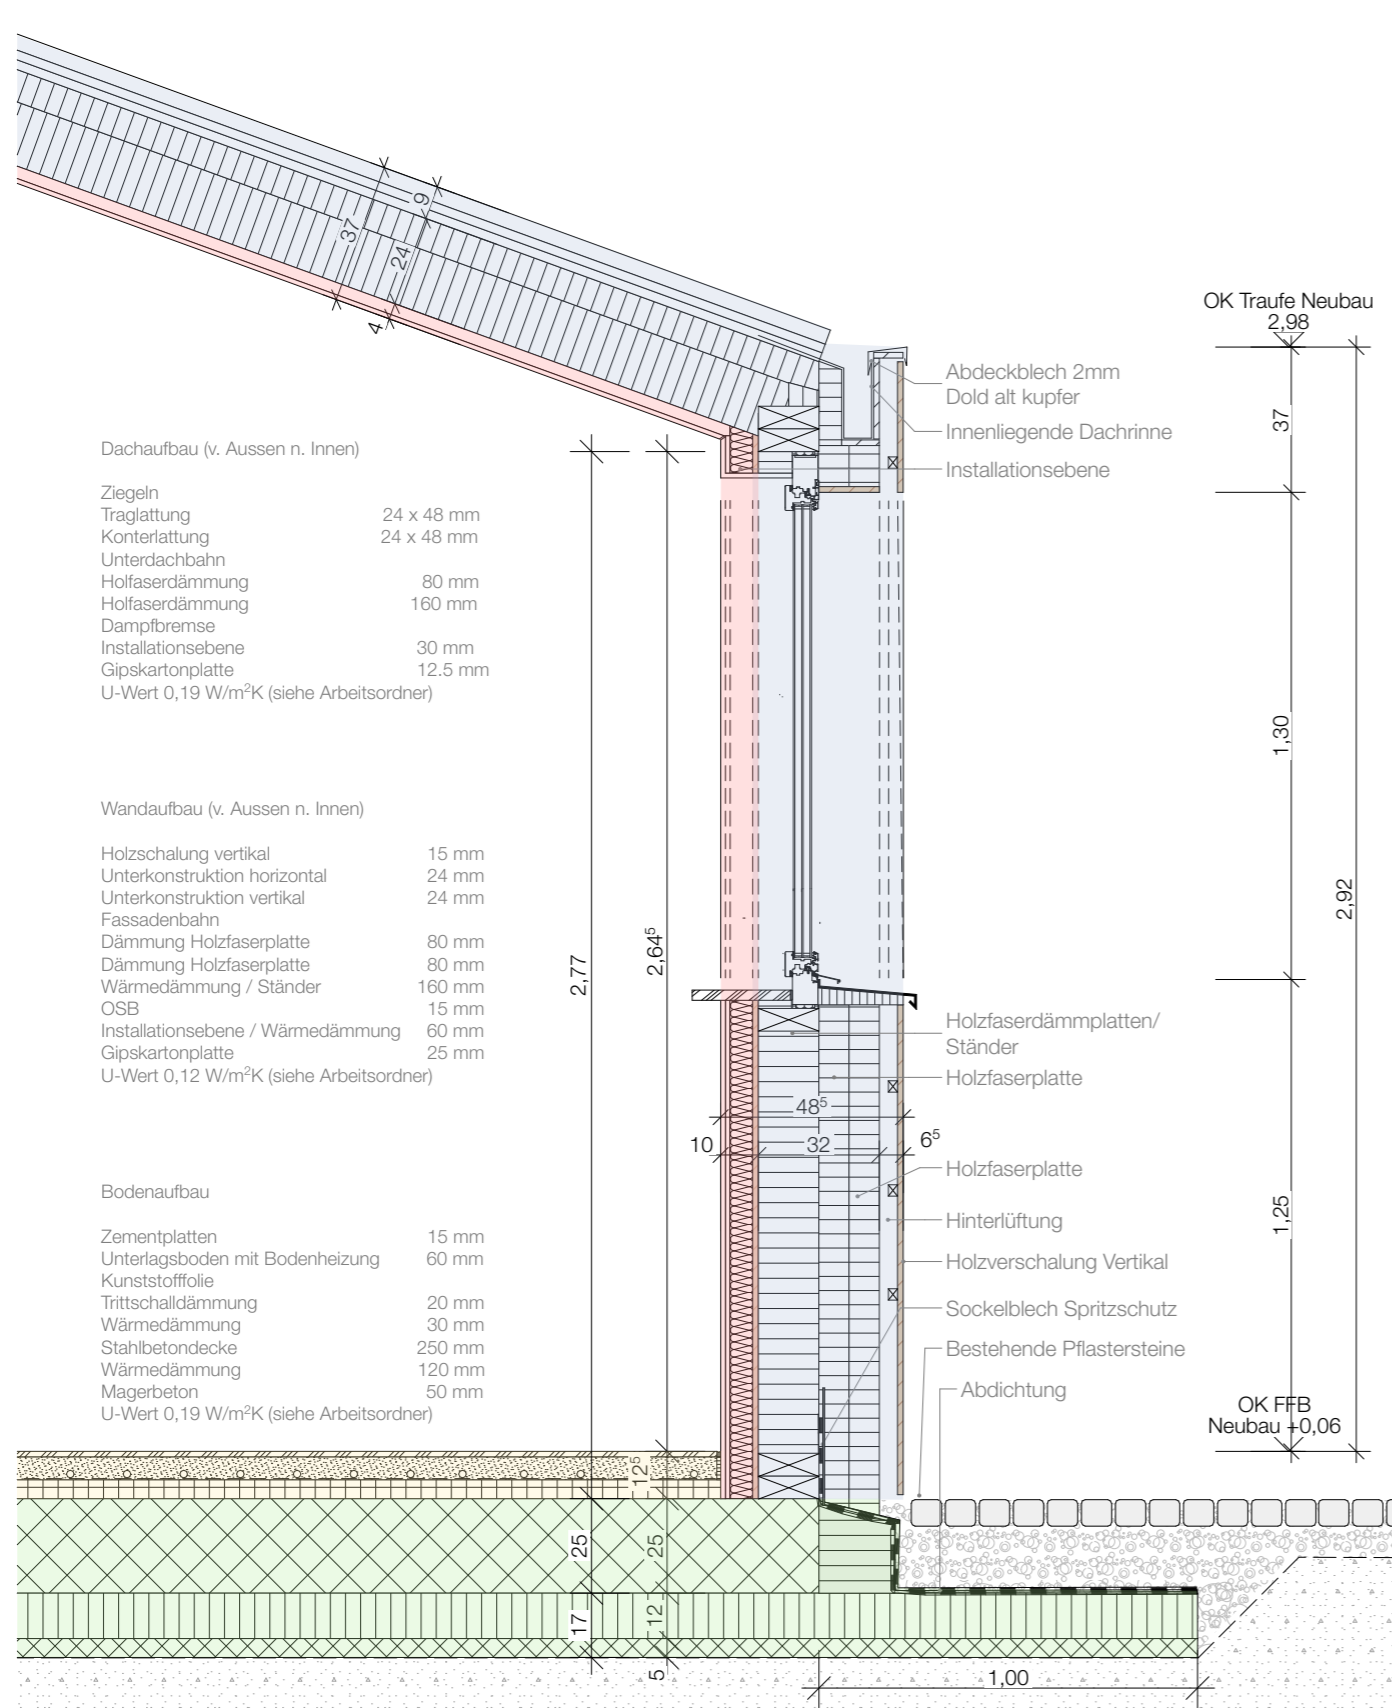 37
9
24
4
OK Traufe Neubau
2,98
Abdeckblech 2mm
Dold alt kupfer
Innenliegende Dachrinne
Installationsebene
37
Dachaufbau (v. Aussen n. Innen)
Ziegeln
Traglattung 24 x 48 mm
Konterlattung 24 x 48 mm
Unterdachbahn
Holfaserdämmung 80 mm
Holfaserdämmung 160 mm
Dampfbremse
Installationsebene 30 mm
Gipskartonplatte 12.5 mm
U-Wert 0,19 W/m²K (siehe Arbeitsordner)
1,30
2,92
Wandaufbau (v. Aussen n. Innen)
Holzschalung vertikal 15 mm
Unterkonstruktion horizontal 24 mm
Unterkonstruktion vertikal 24 mm
Fassadenbahn
Dämmung Holzfaserplatte 80 mm
Dämmung Holzfaserplatte 80 mm
Wärmedämmung / Ständer 160 mm
OSB 15 mm
Installationsebene / Wärmedämmung 60 mm
Gipskartonplatte 25 mm
U-Wert 0,12 W/m²K (siehe Arbeitsordner)
2,77
2,64⁵
Holzfaserdämmplatten/
Ständer
Holzfaserplatte
48⁵
10
32
6⁵
Holzfaserplatte
Hinterlüftung
Holzverschalung Vertikal
Sockelblech Spritzschutz
Bestehende Pflastersteine
Abdichtung
1,25
Bodenaufbau
Zementplatten 15 mm
Unterlagsboden mit Bodenheizung 60 mm
Kunststofffolie
Trittschalldämmung 20 mm
Wärmedämmung 30 mm
Stahlbetondecke 250 mm
Wärmedämmung 120 mm
Magerbeton 50 mm
U-Wert 0,19 W/m²K (siehe Arbeitsordner)
OK FFB
Neubau +0,06
12⁵
25
25
17
12
5
1,00